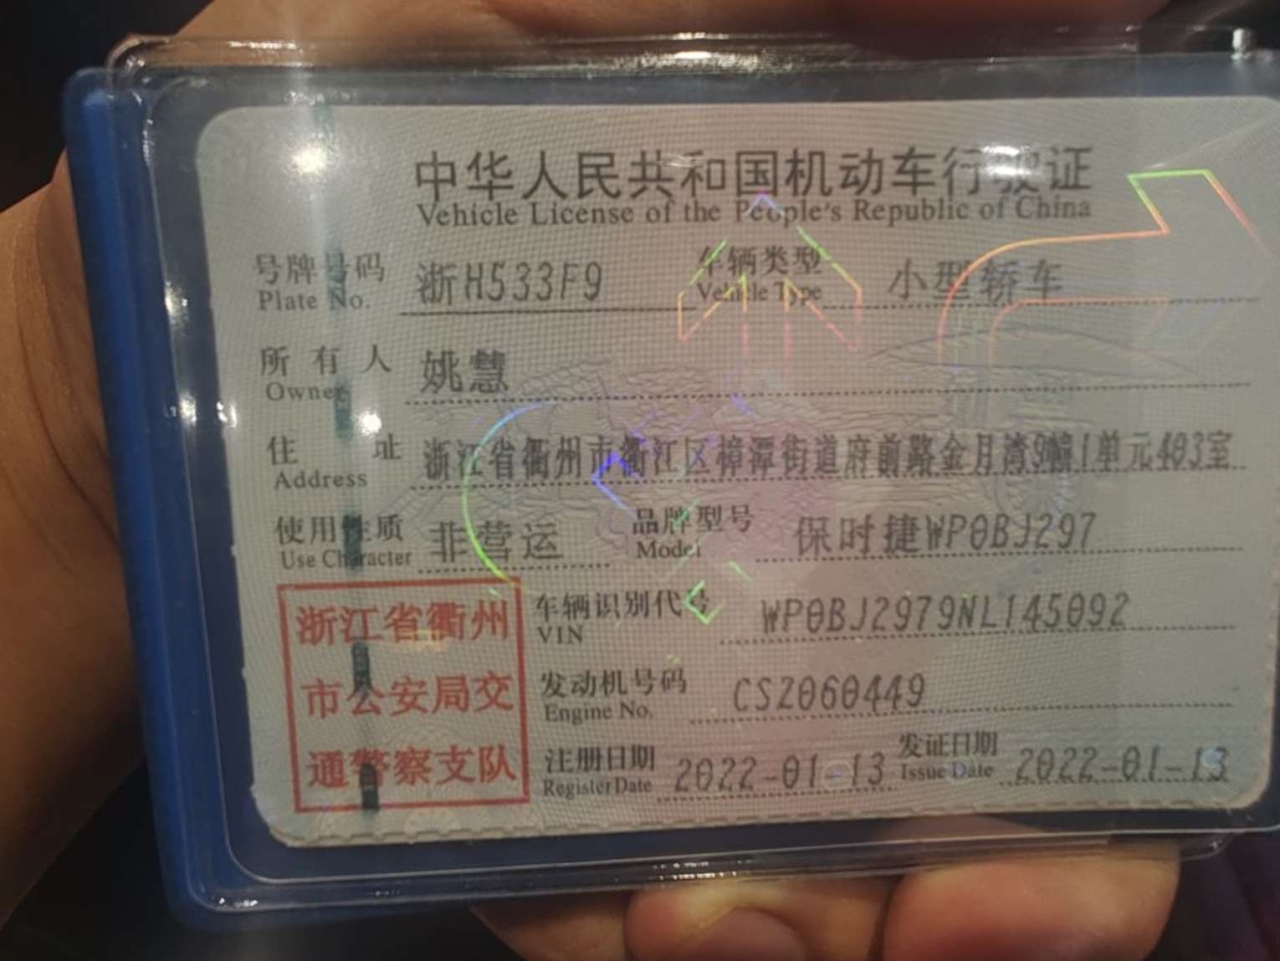 中华人民共和国机动车行驶证
Vehicle License of the People's Republic of China
号牌号码 浙H533F9 车辆类型 小型轿车
Plate No. Vehicle Type
所有人 姚慧
Owner
住址 浙江省衢州市衢江区樟潭街道府前路金月湾9幢1单元403室
Address
使用性质 非营运 品牌型号 保时捷WP0BJ297
Use Character Model
浙江省衢州
市公安局交
通警察支队
车辆识别代号 WP0BJ2979NL145092
VIN
发动机号码 CSZ060449
Engine No.
注册日期 2022-01-13 发证日期 2022-01-13
Register Date Issue Date